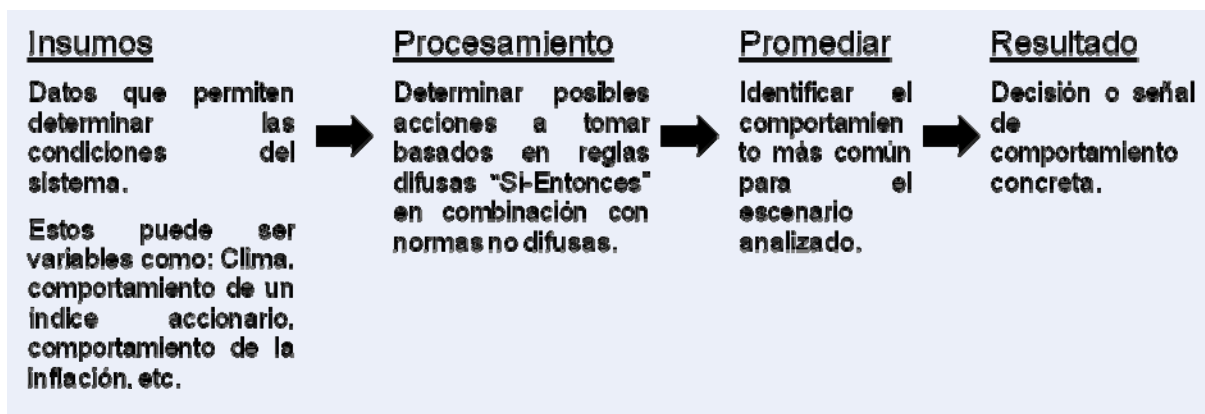 Insumos
Datos que permiten
determinar las
condiciones del
sistema.
Estos puede ser
variables como: Clima,
comportamiento de un
índice accionario,
comportamiento de la
inflación, etc.
Procesamiento
Determinar posibles
acciones a tomar
basados en reglas
difusas "Si-Entonces"
en combinación con
normas no difusas.
Promediar
Identificar el
comportamien
to más común
para el
escenario
analizado.
Resultado
Decisión o señal
de
comportamiento
concreta.